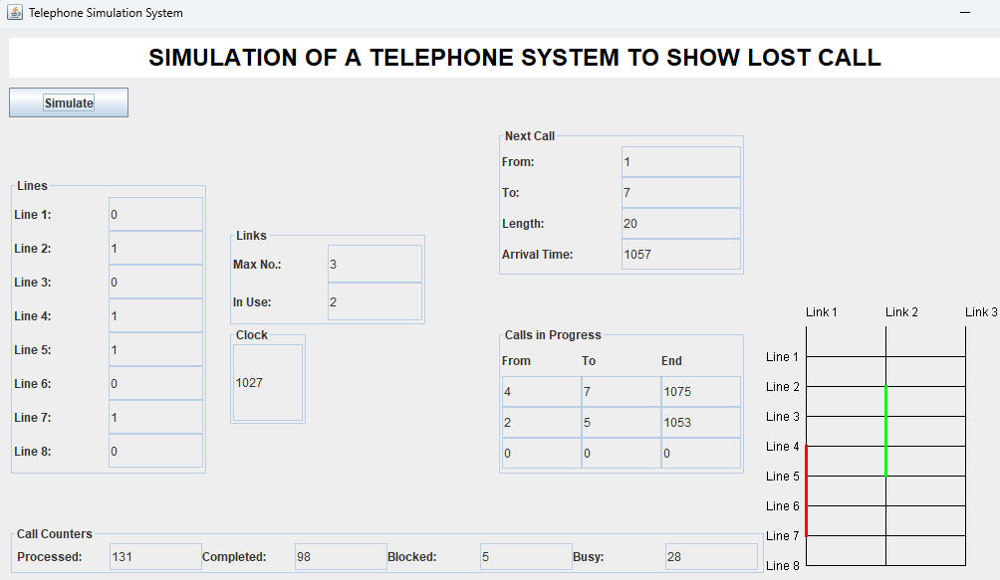 Telephone Simulation System
SIMULATION OF A TELEPHONE SYSTEM TO SHOW LOST CALL
Simulate
Lines
Line 1: 0
Line 2: 1
Line 3: 0
Line 4: 1
Line 5: 1
Line 6: 0
Line 7: 1
Line 8: 0
Links
Max No.: 3
In Use: 2
Clock
1027
Next Call
From: 1
To: 7
Length: 20
Arrival Time: 1057
Calls in Progress
From To End
4 7 1075
2 5 1053
0 0 0
Link 1 Link 2 Link 3
Line 1
Line 2
Line 3
Line 4
Line 5
Line 6
Line 7
Line 8
Call Counters
Processed: 131 Completed: 98 Blocked: 5 Busy: 28